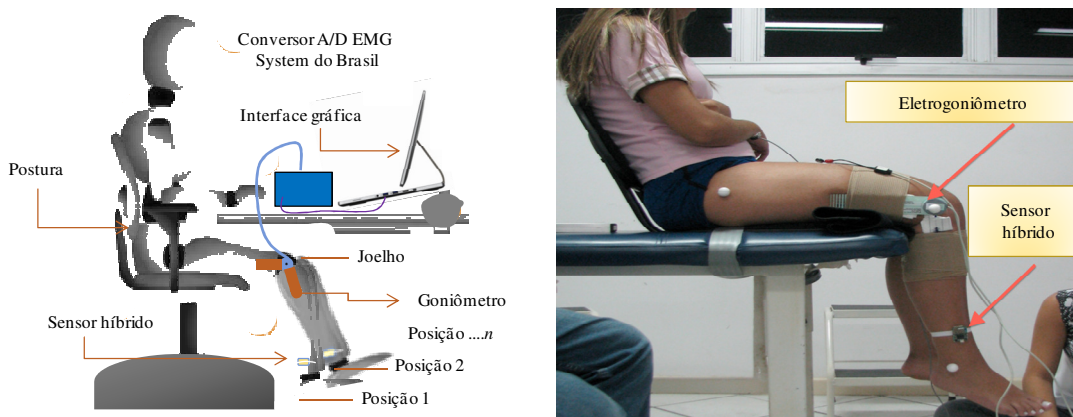 Conversor A/D EMG
System do Brasil
Interface gráfica
Postura
Joelho
Goniômetro
Sensor híbrido
Posição ....n
Posição 2
Posição 1
Eletrogoniômetro
Sensor
híbrido